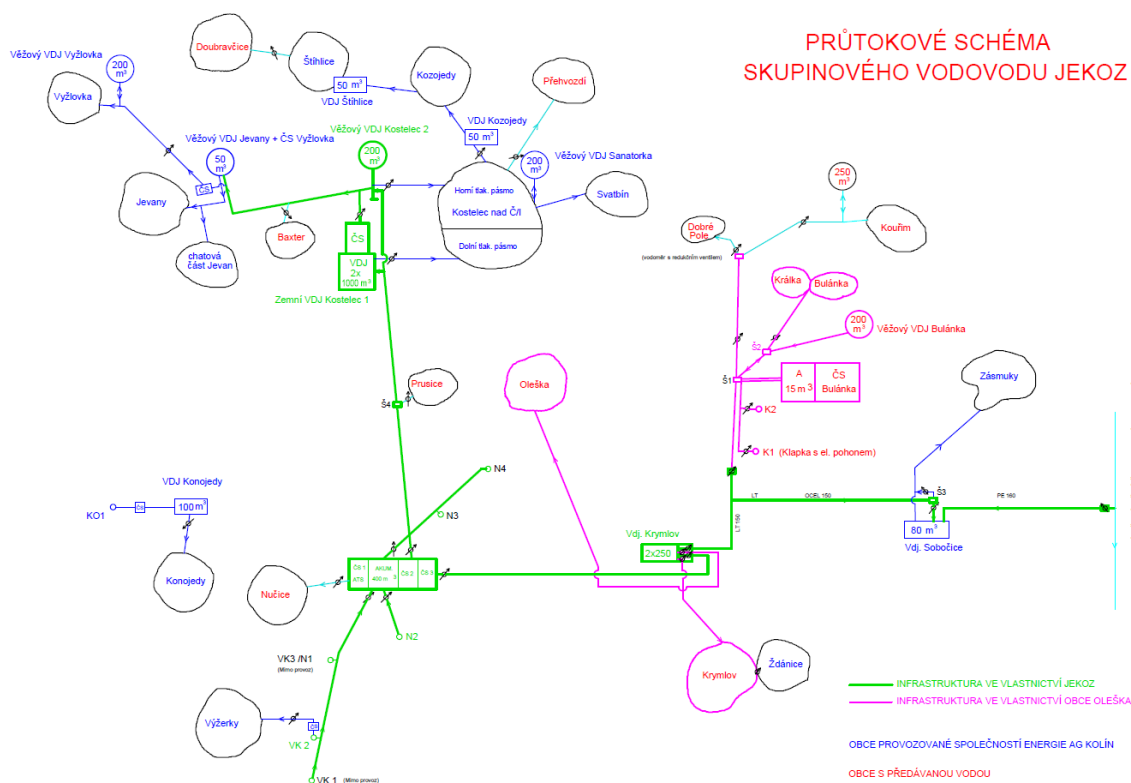 PRŮTOKOVÉ SCHÉMA
SKUPINOVÉHO VODOVODU JEKOZ
Věžový VDJ Vyžlovka
200 m³
Vyžlovka
Doubravčice
Štíhlice
50 m³
VDJ Štíhlice
Kozojedy
VDJ Kozojedy
50 m³
Přehvozdí
Věžový VDJ Jevany + ČS Vyžlovka
50 m³
ČS
Jevany
chatová
část Jevan
Baxter
Věžový VDJ Kostelec 2
200 m³
ČS
VDJ
2x
1000 m³
Zemní VDJ Kostelec 1
Horní tlak. pásmo
Kostelec nad Č/l
Dolní tlak. pásmo
200 m³
Věžový VDJ Sanatorka
Svatbín
250 m³
Kouřim
Dobré
Pole
(vodoměr s redukčním ventilem)
Králka
Bulánka
200 m³
Věžový VDJ Bulánka
Š2
Š1
A
15 m³
ČS
Bulánka
K2
K1 (Klapka s el. pohonem)
Zásmuky
Oleška
Prusice
Š4
N4
N3
LT
OCEL 150
PE 160
LT 150
Š3
80 m³
Vdj. Sobočice
Vdj. Krymlov
2x250
VDJ Konojedy
KO1
ČS
100 m³
Konojedy
ČS 1
ATS
AKUM.
400 m³
ČS 2
ČS 3
Nučice
N2
VK3 /N1
(Mimo provoz)
Výžerky
ČS
VK 2
VK 1 (Mimo provoz)
Krymlov
Ždánice
INFRASTRUKTURA VE VLASTNICTVÍ JEKOZ
INFRASTRUKTURA VE VLASTNICTVÍ OBCE OLEŠKA
OBCE PROVOZOVANÉ SPOLEČNOSTÍ ENERGIE AG KOLÍN
OBCE S PŘEDÁVANOU VODOU